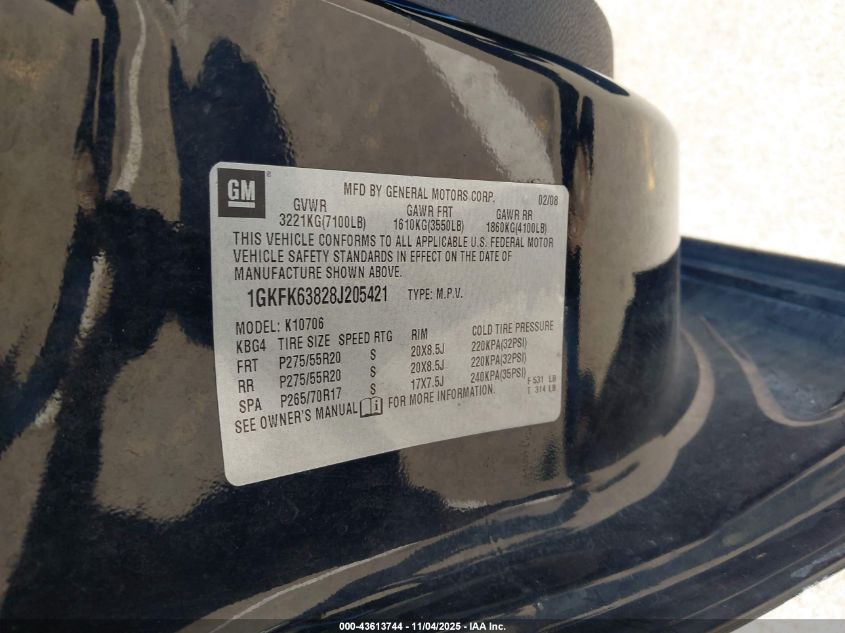 GM ®
MFD BY GENERAL MOTORS CORP. 02/08
GVWR GAWR FRT GAWR RR
3221KG(7100LB) 1610KG(3550LB) 1860KG(4100LB)
THIS VEHICLE CONFORMS TO ALL APPLICABLE U.S. FEDERAL MOTOR
VEHICLE SAFETY STANDARDS IN EFFECT ON THE DATE OF
MANUFACTURE SHOWN ABOVE.
1GKFK63828J205421 TYPE: M.P.V.
MODEL: K10706
KBG4 TIRE SIZE SPEED RTG RIM COLD TIRE PRESSURE
FRT P275/55R20 S 20X8.5J 220KPA(32PSI)
RR P275/55R20 S 20X8.5J 220KPA(32PSI)
SPA P265/70R17 S 17X7.5J 240KPA(35PSI)
SEE OWNER'S MANUAL i FOR MORE INFORMATION.
F 531 LB
T 314 LB
000-43613744 - 11/04/2025 - IAA Inc.